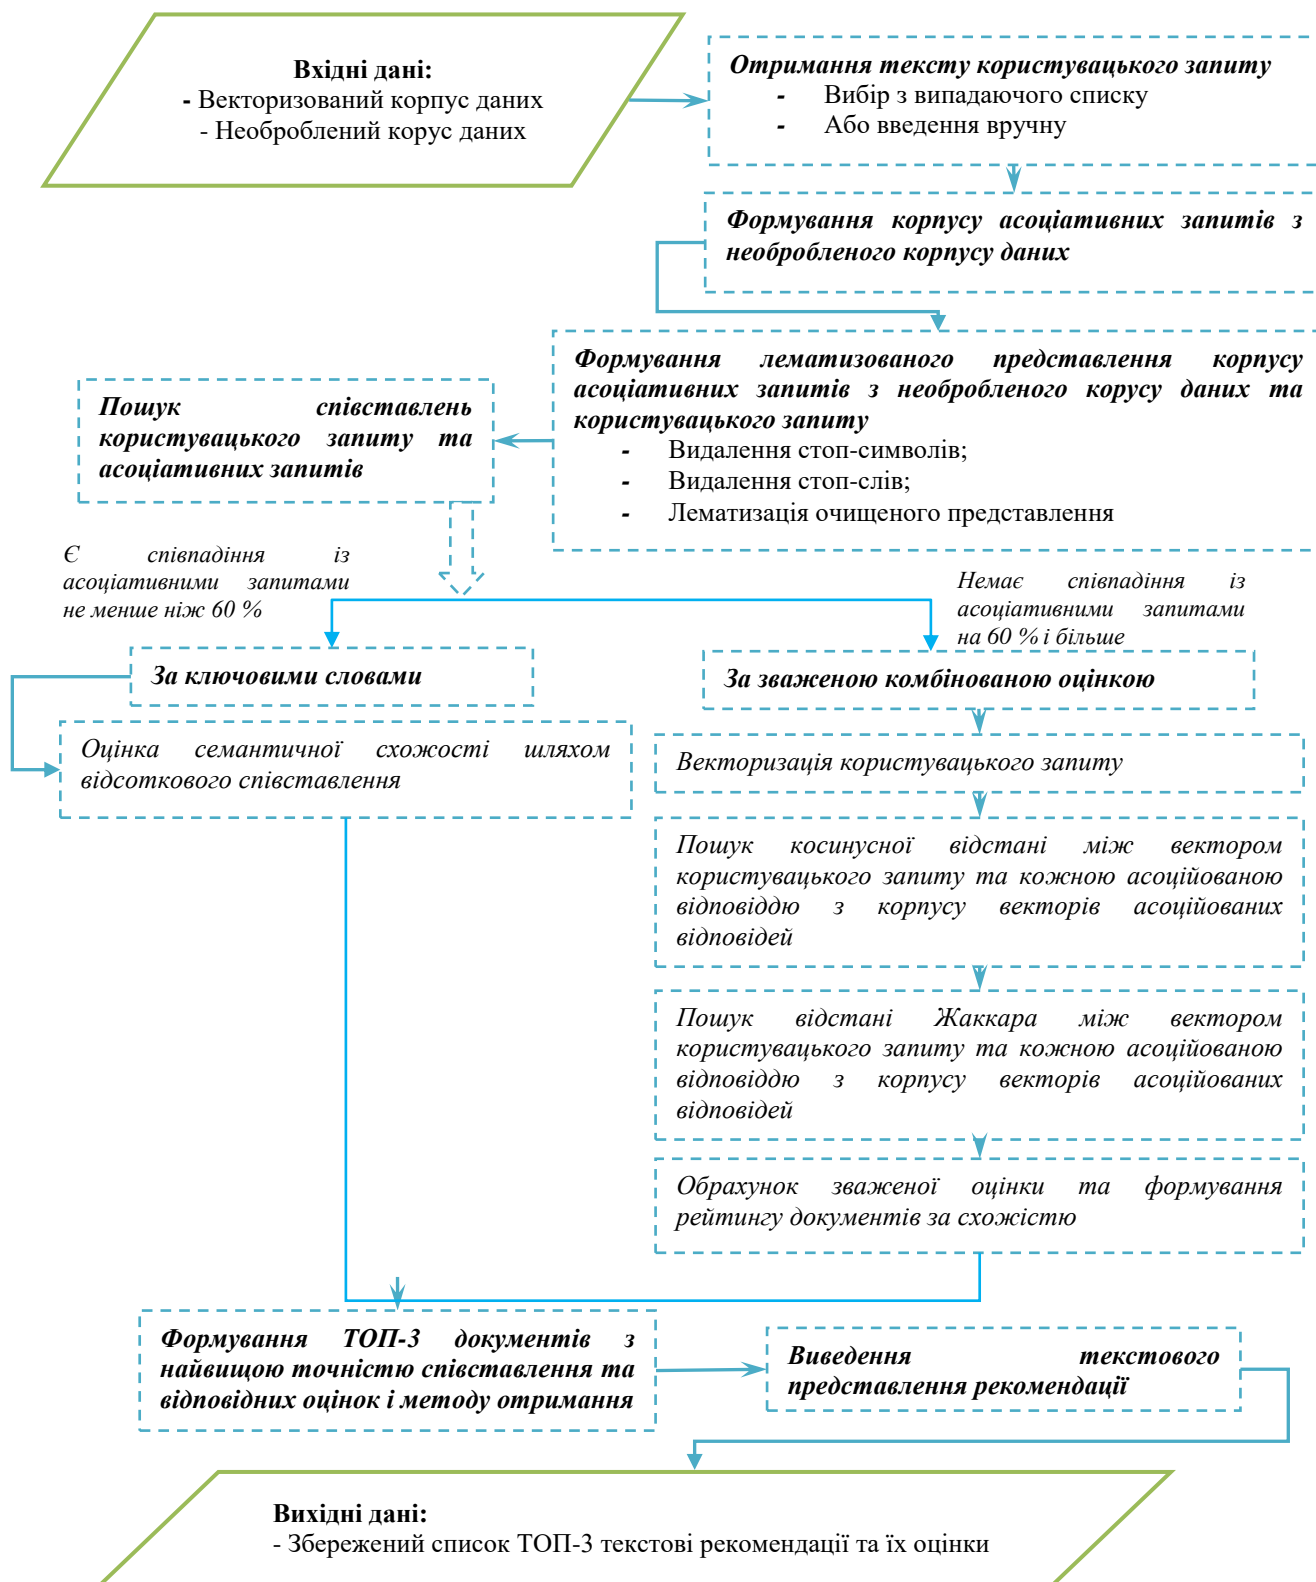 Вхідні дані:
- Векторизований корпус даних
- Необроблений корус даних
Отримання тексту користувацького запиту
- Вибір з випадаючого списку
- Або введення вручну
Формування корпусу асоціативних запитів з
необробленого корпусу даних
Формування лематизованого представлення корпусу
асоціативних запитів з необробленого корусу даних та
користувацького запиту
- Видалення стоп-символів;
- Видалення стоп-слів;
- Лематизація очищеного представлення
Пошук співставлень
користувацького запиту та
асоціативних запитів
Є співпадіння із
асоціативними запитами
не менше ніж 60 %
Немає співпадіння із
асоціативними запитами
на 60 % і більше
За ключовими словами
Оцінка семантичної схожості шляхом
відсоткового співставлення
За зваженою комбінованою оцінкою
Векторизація користувацького запиту
Пошук косинусної відстані між вектором
користувацького запиту та кожною асоційованою
відповіддю з корпусу векторів асоційованих
відповідей
Пошук відстані Жаккара між вектором
користувацького запиту та кожною асоційованою
відповіддю з корпусу векторів асоційованих
відповідей
Обрахунок зваженої оцінки та формування
рейтингу документів за схожістю
Формування ТОП-3 документів з
найвищою точністю співставлення та
відповідних оцінок і методу отримання
Виведення текстового
представлення рекомендації
Вихідні дані:
- Збережений список ТОП-3 текстові рекомендації та їх оцінки